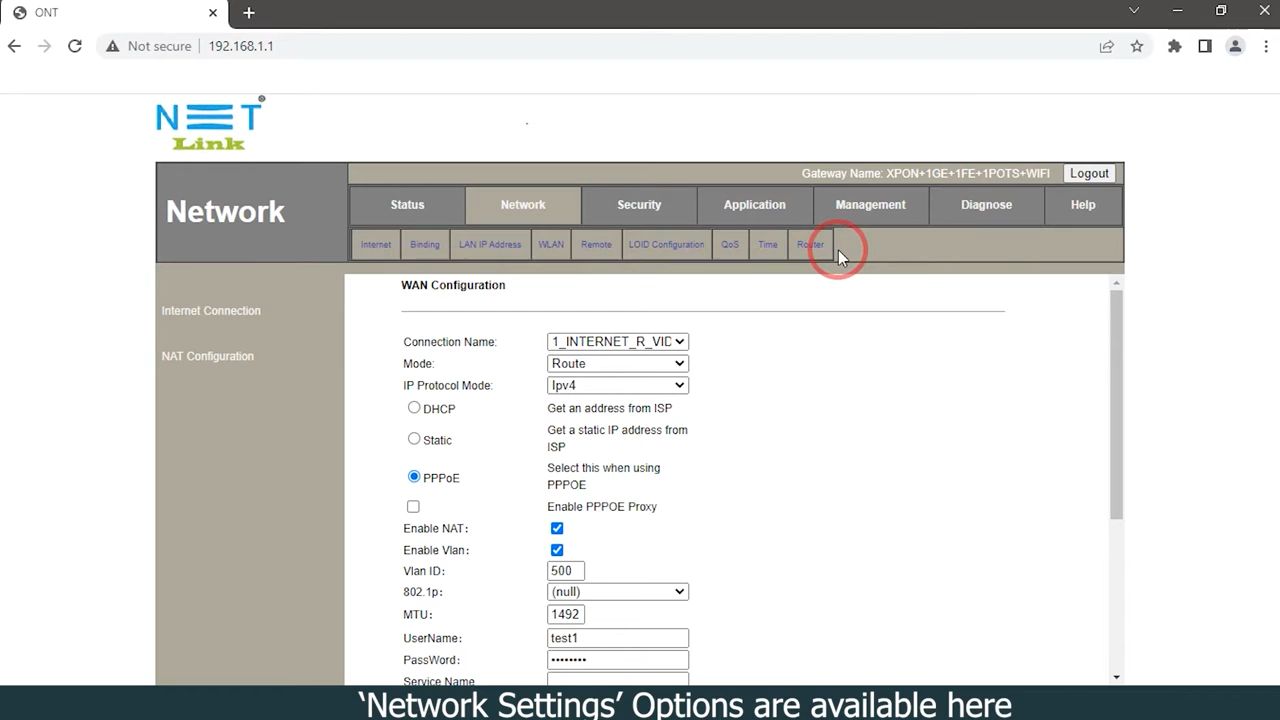 ONT
Not secure
192.168.1.1
NET
Link
Gateway Name: XPON+1GE+1FE+1POTS+WIFI
Logout
Network
Status
Network
Security
Application
Management
Diagnose
Help
Internet
Binding
LAN IP Address
WLAN
Remote
LOID Configuration
QoS
Time
Router
Internet Connection
NAT Configuration
WAN Configuration
Connection Name: 1_INTERNET_R_VID
Mode: Route
IP Protocol Mode: Ipv4
DHCP Get an address from ISP
Static Get a static IP address from
ISP
PPPoE Select this when using
PPPOE
Enable PPPOE Proxy
Enable NAT:
Enable Vlan:
Vlan ID: 500
802.1p: (null)
MTU: 1492
UserName: test1
PassWord: ••••••••
Service Name
‘Network Settings’ Options are available here